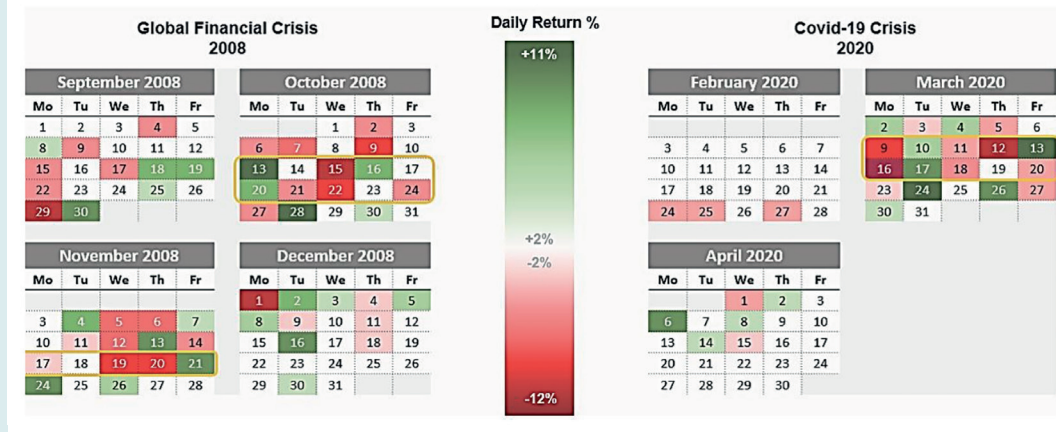 Global Financial Crisis
2008
Daily Return %
Covid-19 Crisis
2020
September 2008
Mo Tu We Th Fr
1 2 3 4 5
8 9 10 11 12
15 16 17 18 19
22 23 24 25 26
29 30
October 2008
Mo Tu We Th Fr
1 2 3
6 7 8 9 10
13 14 15 16 17
20 21 22 23 24
27 28 29 30 31
November 2008
Mo Tu We Th Fr
3 4 5 6 7
10 11 12 13 14
17 18 19 20 21
24 25 26 27 28
December 2008
Mo Tu We Th Fr
1 2 3 4 5
8 9 10 11 12
15 16 17 18 19
22 23 24 25 26
29 30 31
+11%
+2%
-2%
-12%
February 2020
Mo Tu We Th Fr
3 4 5 6 7
10 11 12 13 14
17 18 19 20 21
24 25 26 27 28
March 2020
Mo Tu We Th Fr
2 3 4 5 6
9 10 11 12 13
16 17 18 19 20
23 24 25 26 27
30 31
April 2020
Mo Tu We Th Fr
1 2 3
6 7 8 9 10
13 14 15 16 17
20 21 22 23 24
27 28 29 30